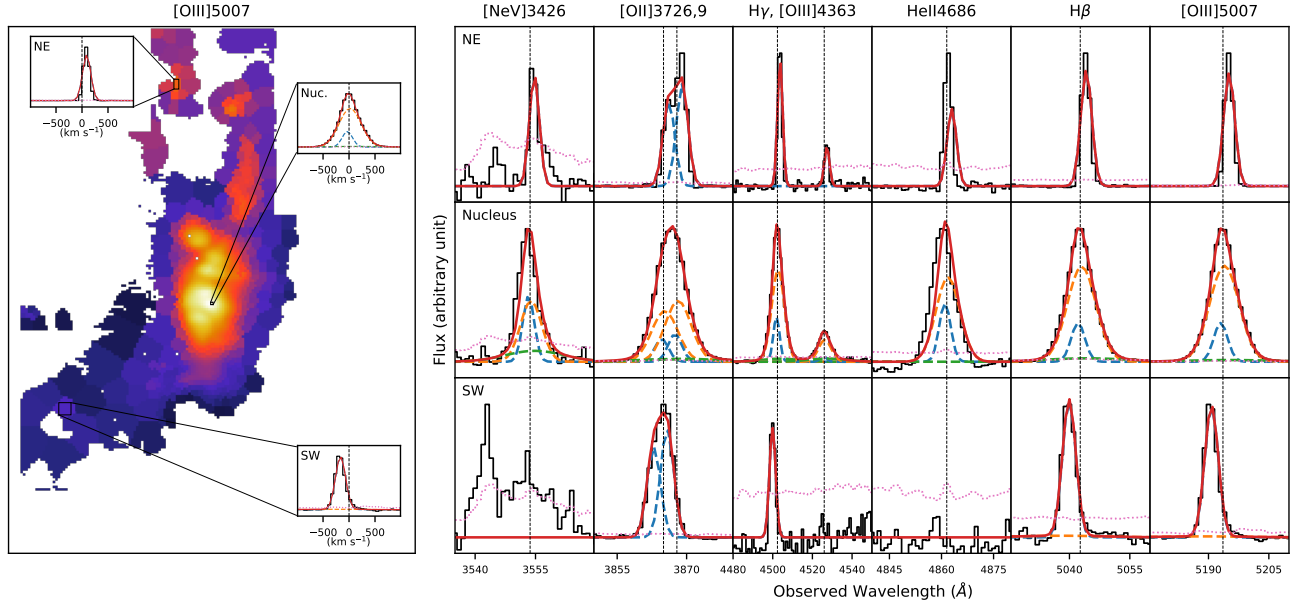 [OIII]5007
[NeV]3426
[OII]3726,9
Hγ, [OIII]4363
HeII4686
Hβ
[OIII]5007
NE
−500 0 500
(km s⁻¹)
Nuc.
−500 0 500
(km s⁻¹)
SW
−500 0 500
(km s⁻¹)
NE
Nucleus
SW
Flux (arbitrary unit)
3540 3555 3855 3870 4480 4500 4520 4540 4845 4860 4875 5040 5055 5190 5205
Observed Wavelength (Å)